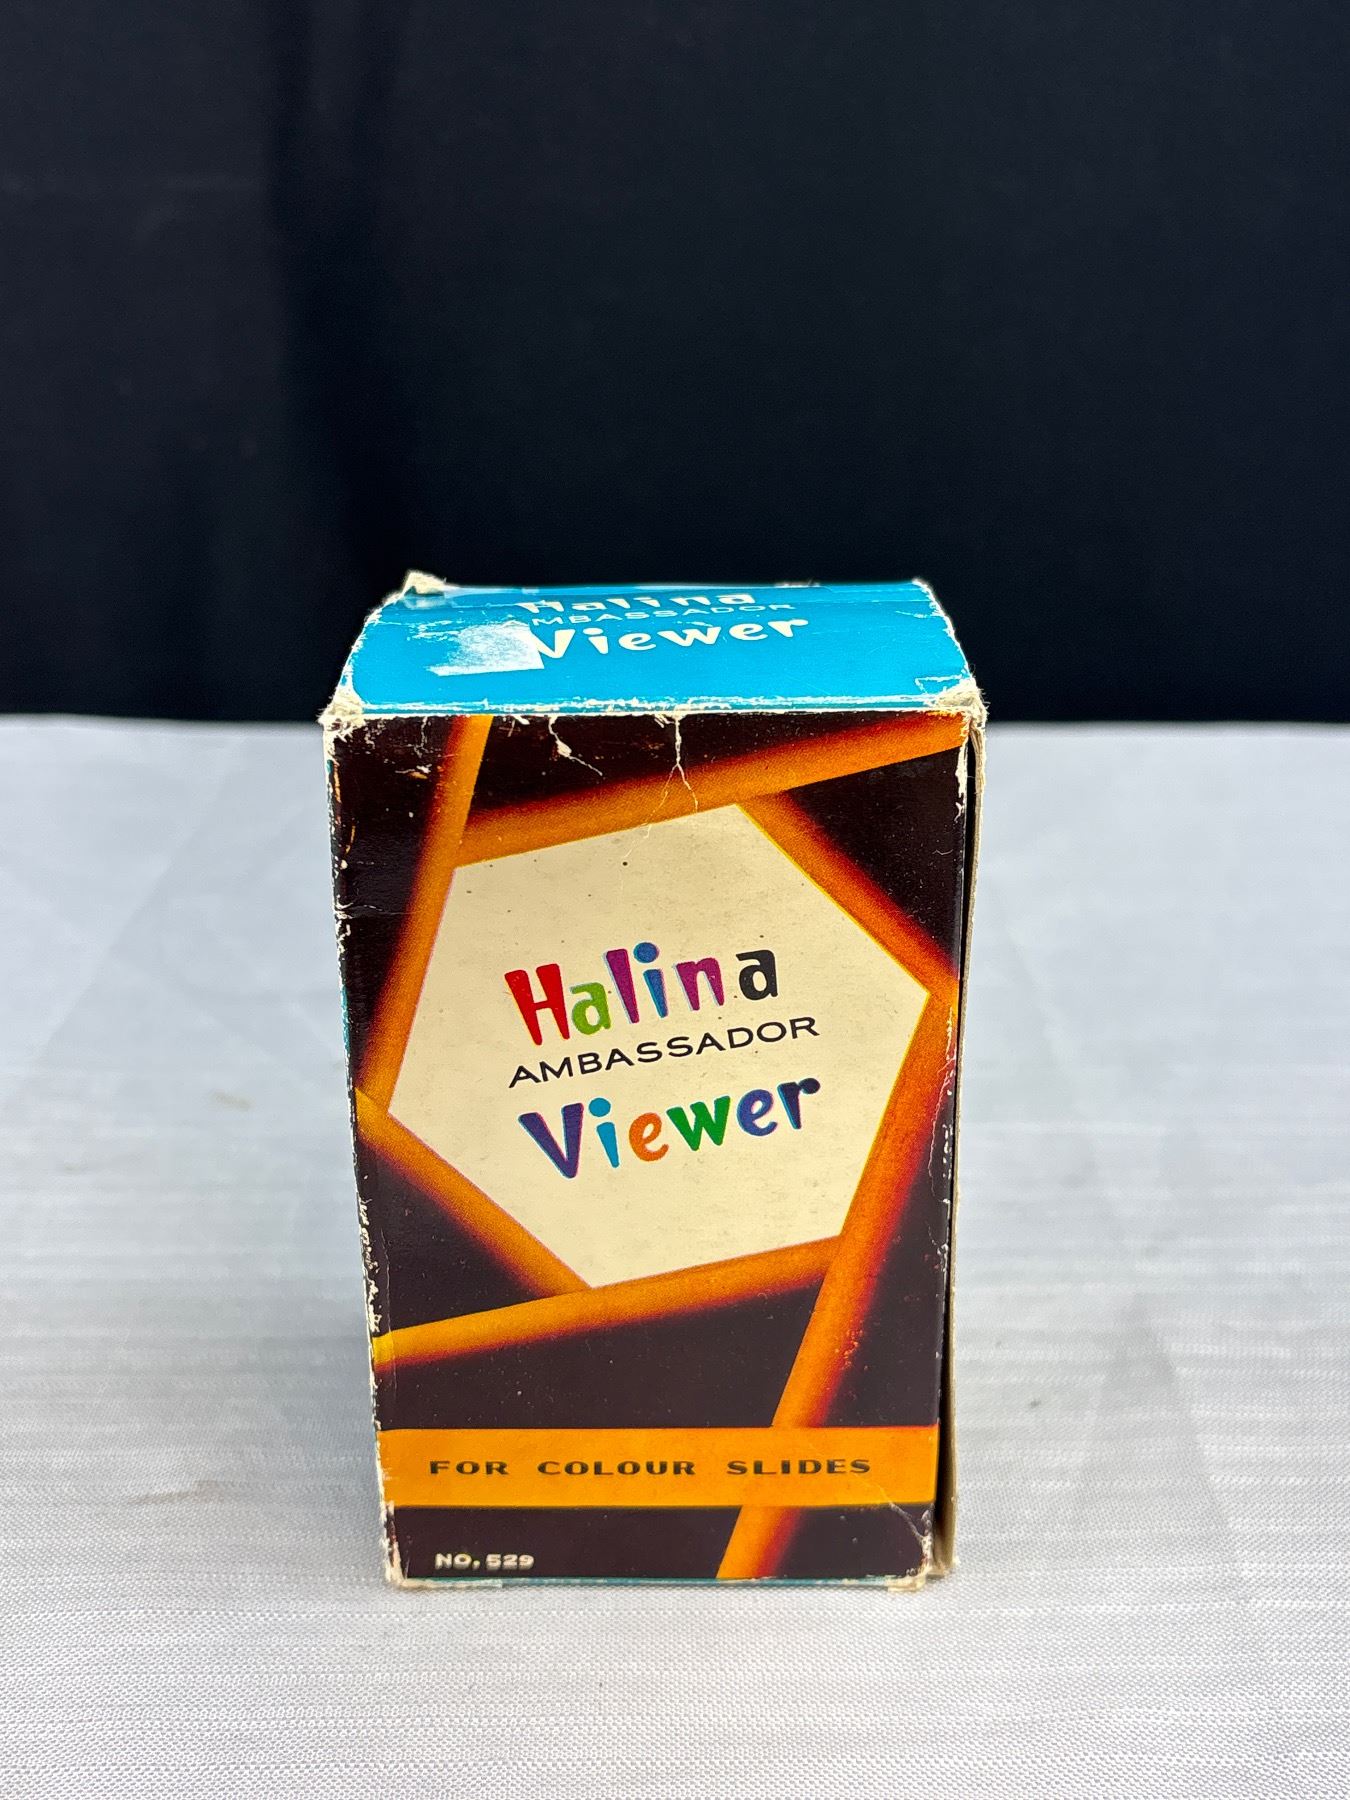 Halina
AMBASSADOR
Viewer
Halina
AMBASSADOR
Viewer
FOR COLOUR SLIDES
NO. 529